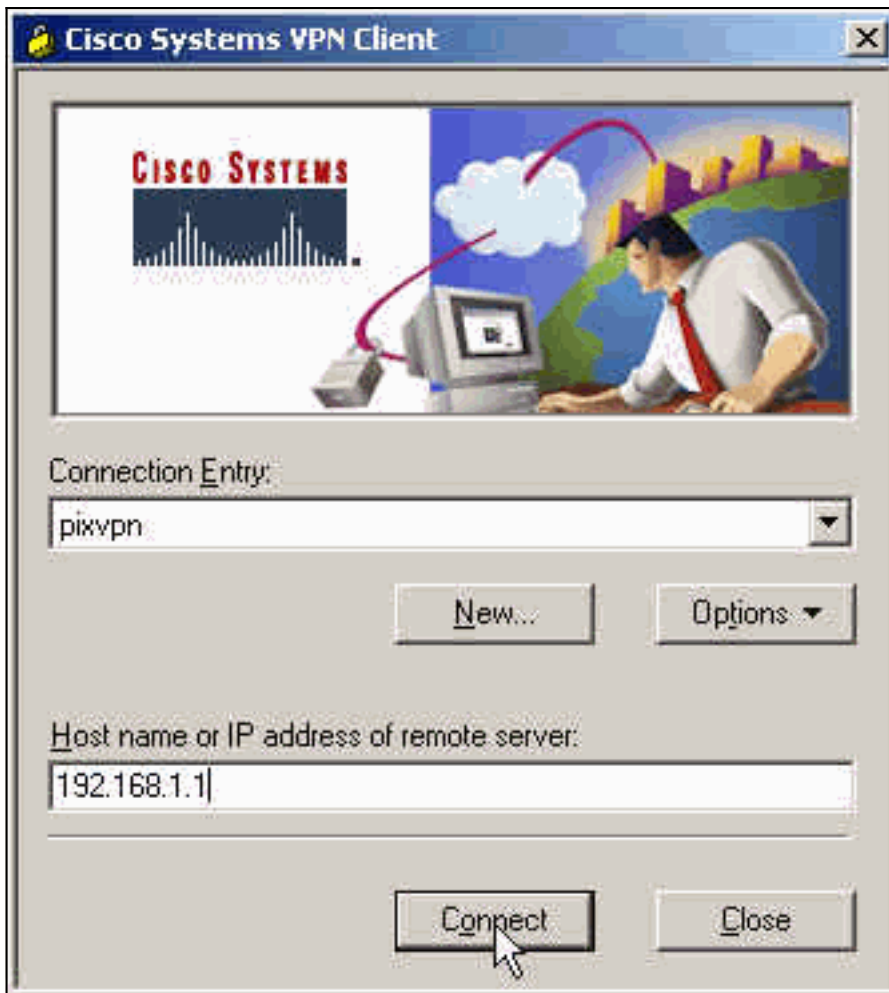 Cisco Systems VPN Client
CISCO SYSTEMS
Connection Entry:
pixvpn
New...
Options
Host name or IP address of remote server:
192.168.1.1
Connect
Close